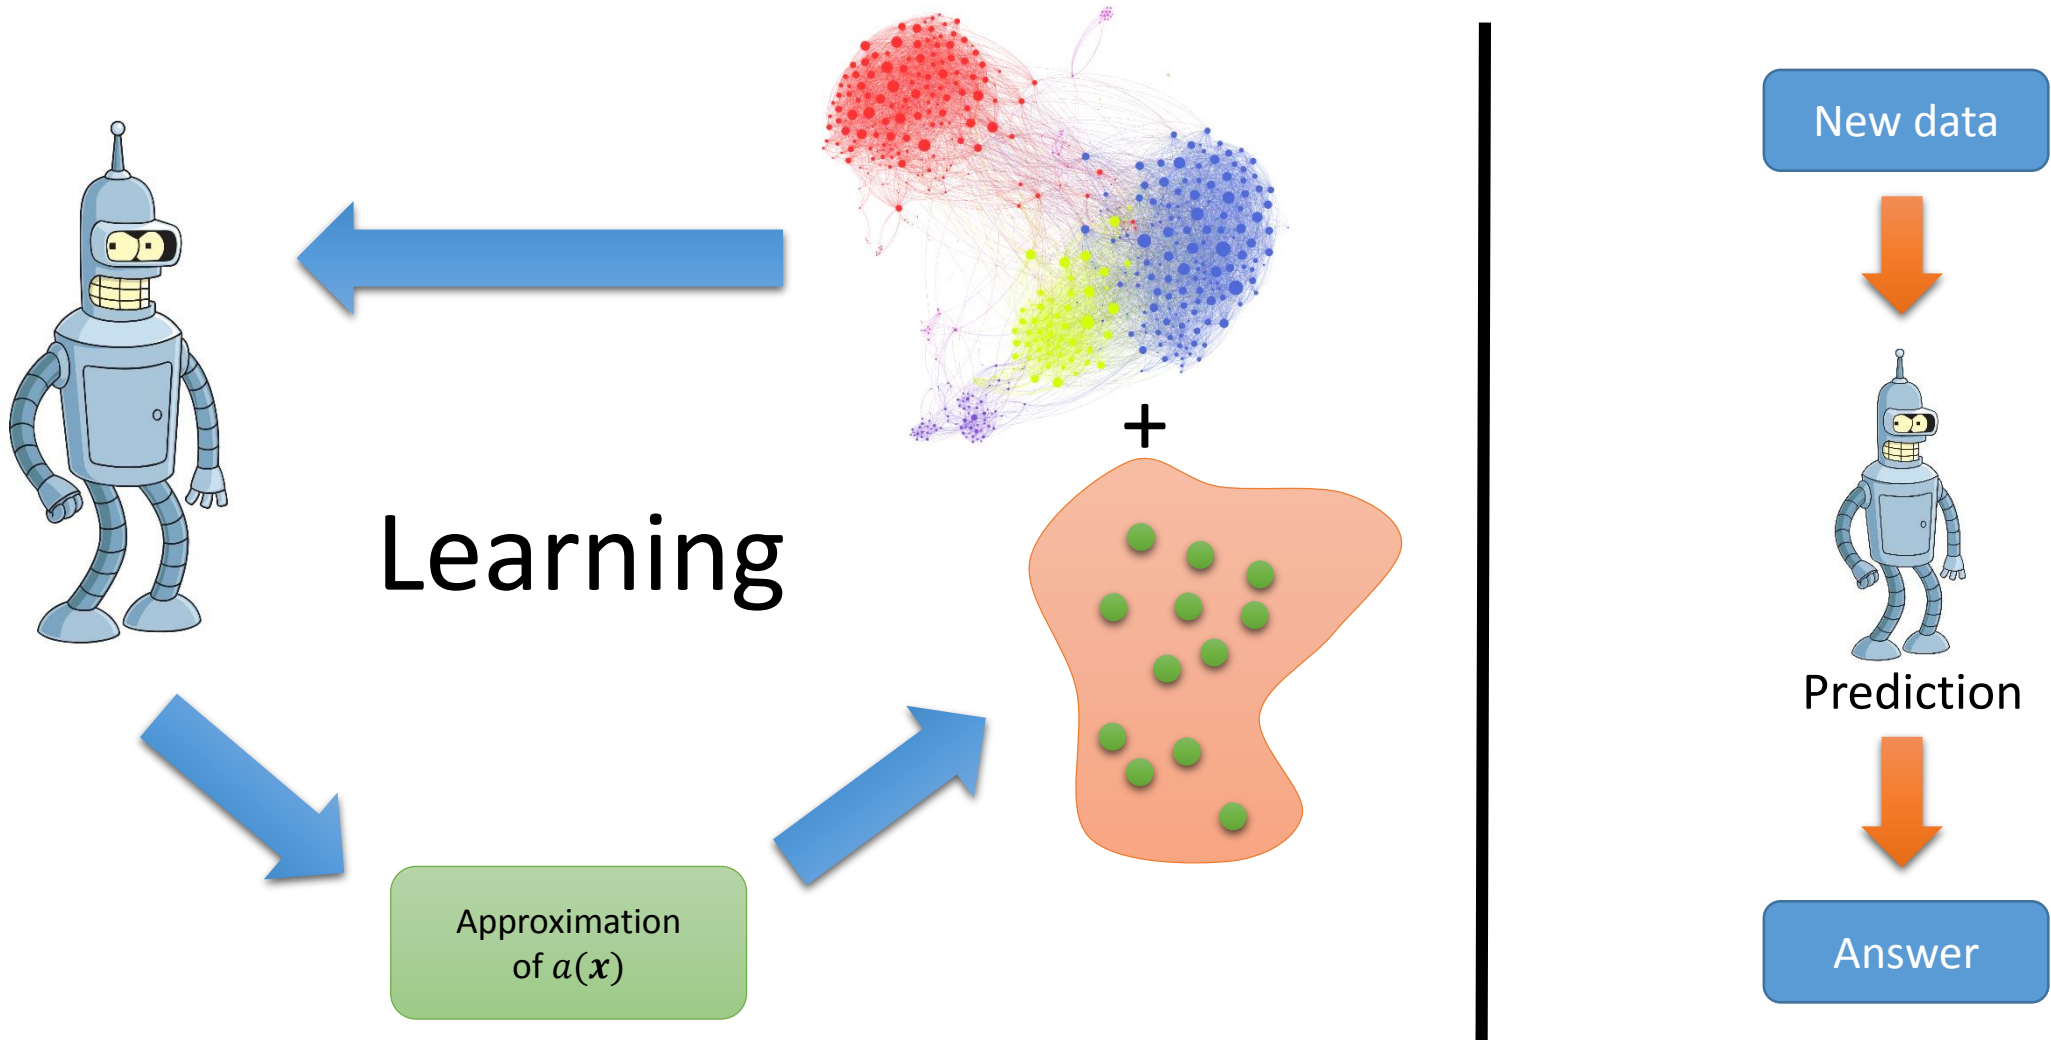 +
Learning
Approximation
of a(x)
New data
Prediction
Answer